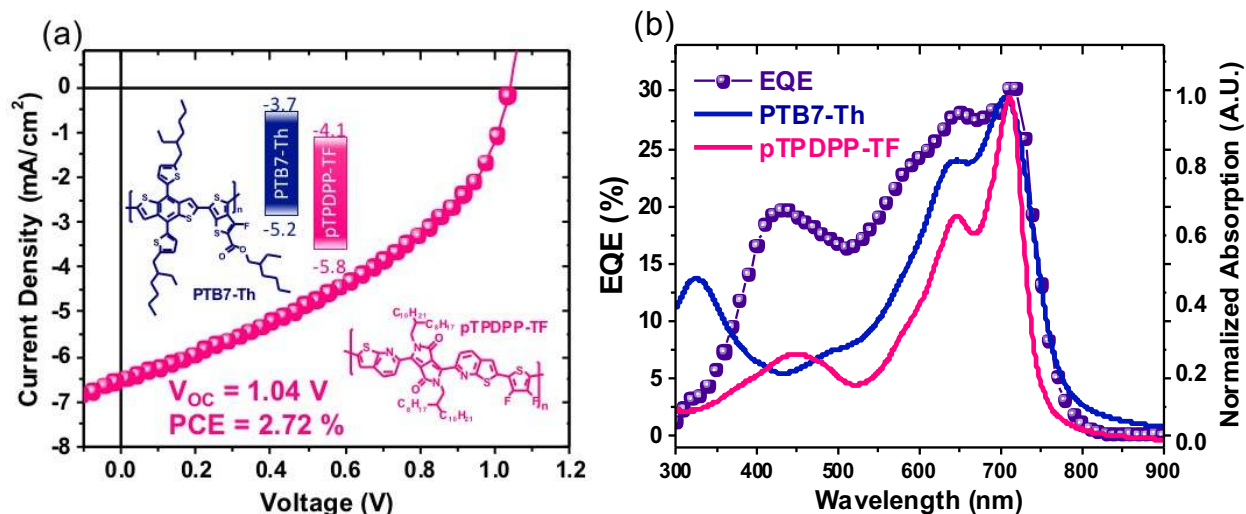 (a)
Current Density (mA/cm²)
0
-1
-2
-3
-4
-5
-6
-7
-8
0.0 0.2 0.4 0.6 0.8 1.0 1.2
Voltage (V)
-3.7
PTB7-Th
-5.2
-4.1
pTPDPP-TF
-5.8
S
S
S
S
S
S
n
F
O
O
PTB7-Th
pTPDPP-TF
C₁₀H₂₁
C₈H₁₇
O
N
N
S
N
N
O
S
S
F
F
n
C₈H₁₇
C₁₀H₂₁
V_OC = 1.04 V
PCE = 2.72 %
(b)
EQE
PTB7-Th
pTPDPP-TF
EQE (%)
30
25
20
15
10
5
0
300 400 500 600 700 800 900
Wavelength (nm)
1.0
0.8
0.6
0.4
0.2
0.0
Normalized Absorption (A.U.)